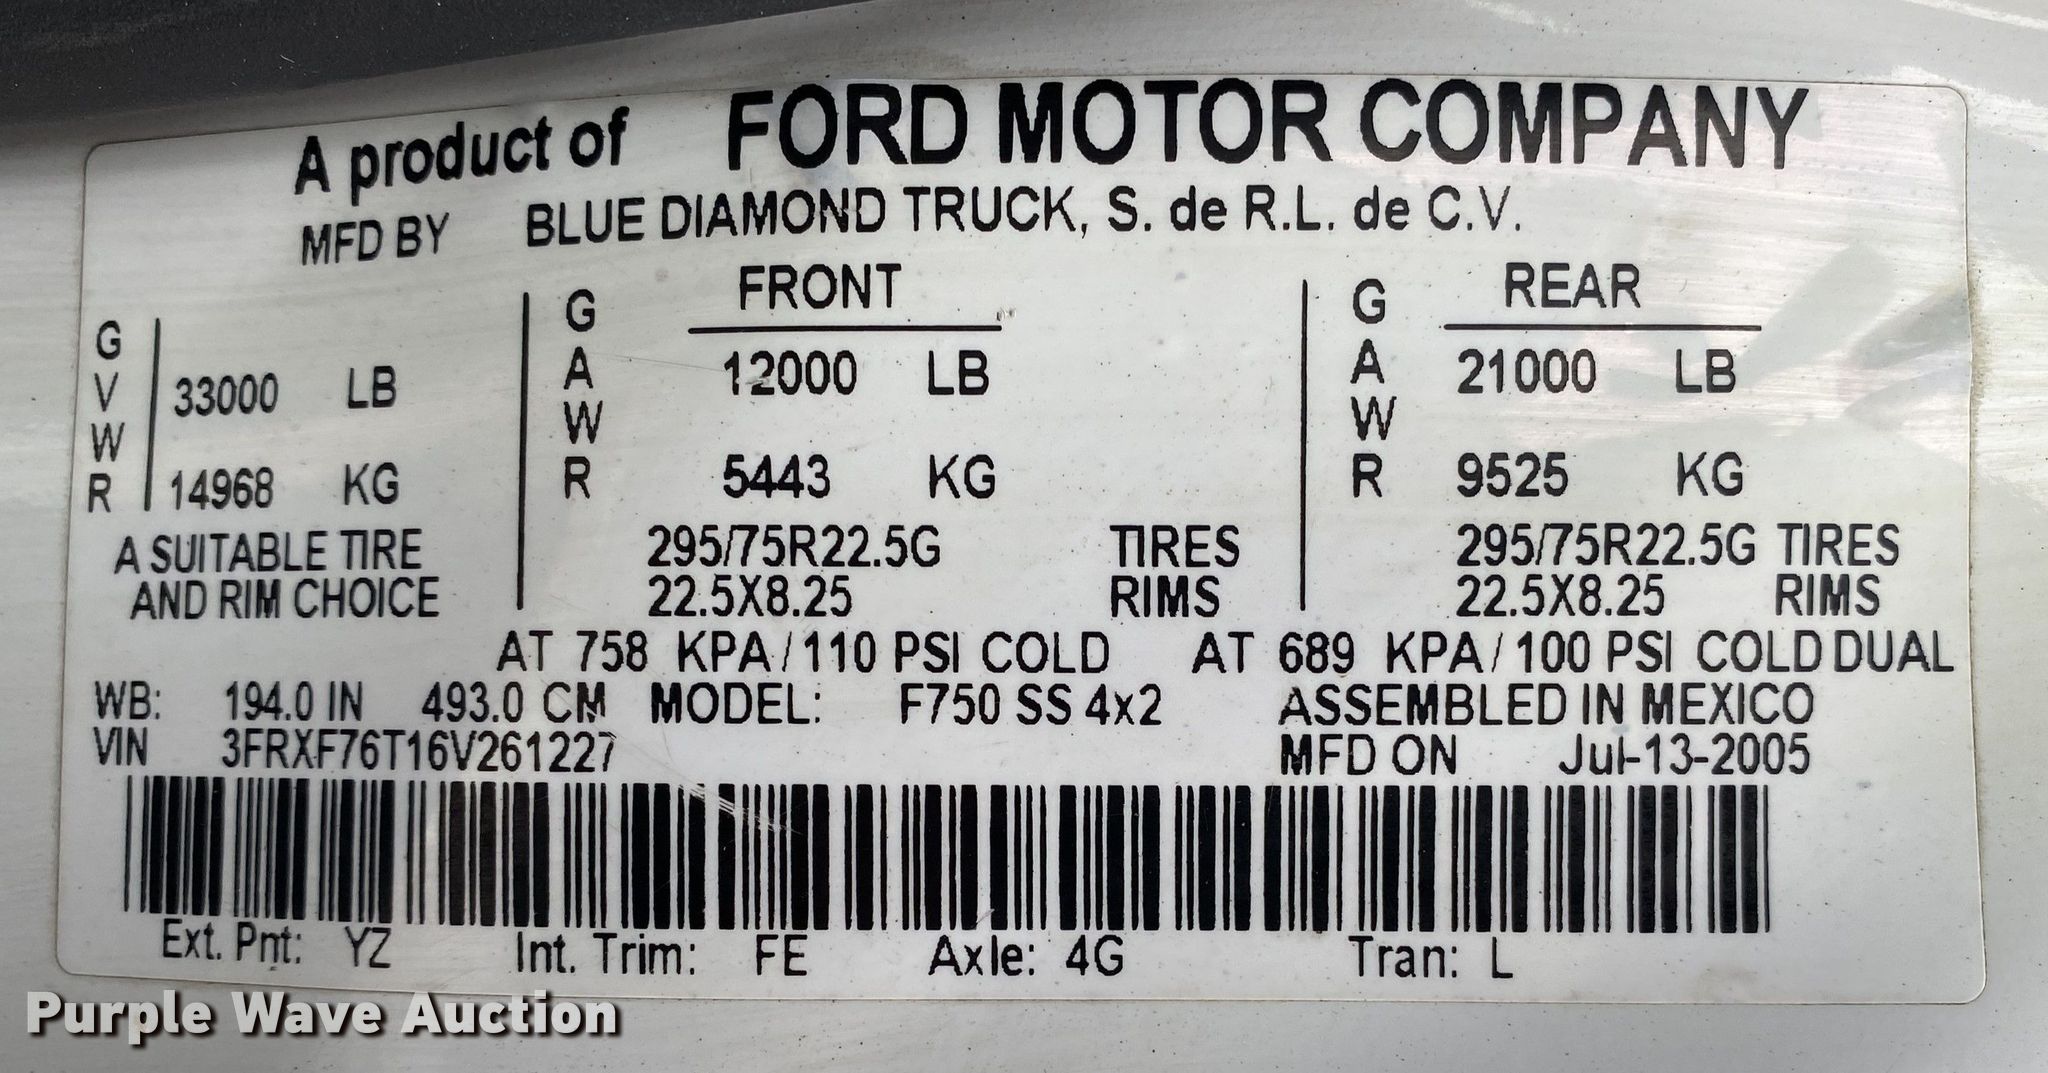 A product of FORD MOTOR COMPANY
MFD BY BLUE DIAMOND TRUCK, S. de R.L. de C.V.
GVWR 33000 LB
14968 KG
GAWR FRONT
12000 LB
5443 KG
GAWR REAR
21000 LB
9525 KG
A SUITABLE TIRE 295/75R22.5G TIRES 295/75R22.5G TIRES
AND RIM CHOICE 22.5X8.25 RIMS 22.5X8.25 RIMS
AT 758 KPA/110 PSI COLD AT 689 KPA/100 PSI COLD DUAL
WB: 194.0 IN 493.0 CM MODEL: F750 SS 4x2 ASSEMBLED IN MEXICO
VIN 3FRXF76T16V261227 MFD ON Jul-13-2005
Ext. Pnt: YZ Int. Trim: FE Axle: 4G Tran: L
Purple Wave Auction